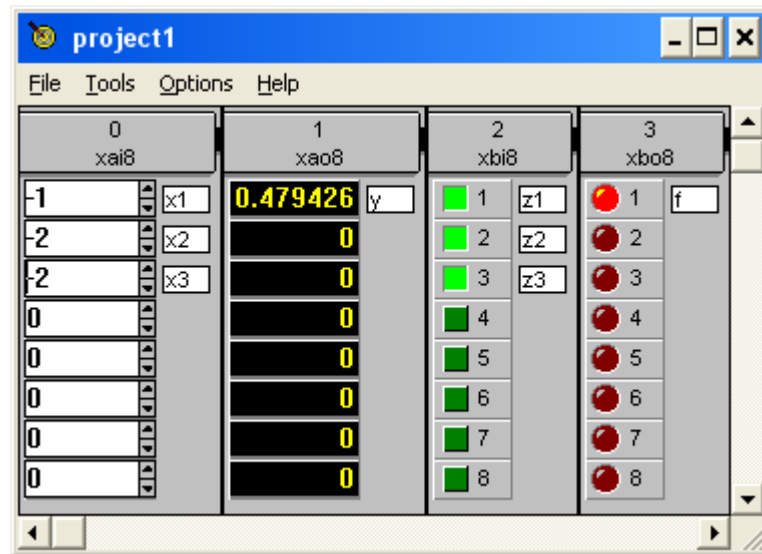 project1
File Tools Options Help
0 1 2 3
xai8 xao8 xbi8 xbo8
-1 x1 0.479426 y 1 z1 1 f
-2 x2 0 2 z2 2
-2 x3 0 3 z3 3
0 0 4 4
0 0 5 5
0 0 6 6
0 0 7 7
0 0 8 8